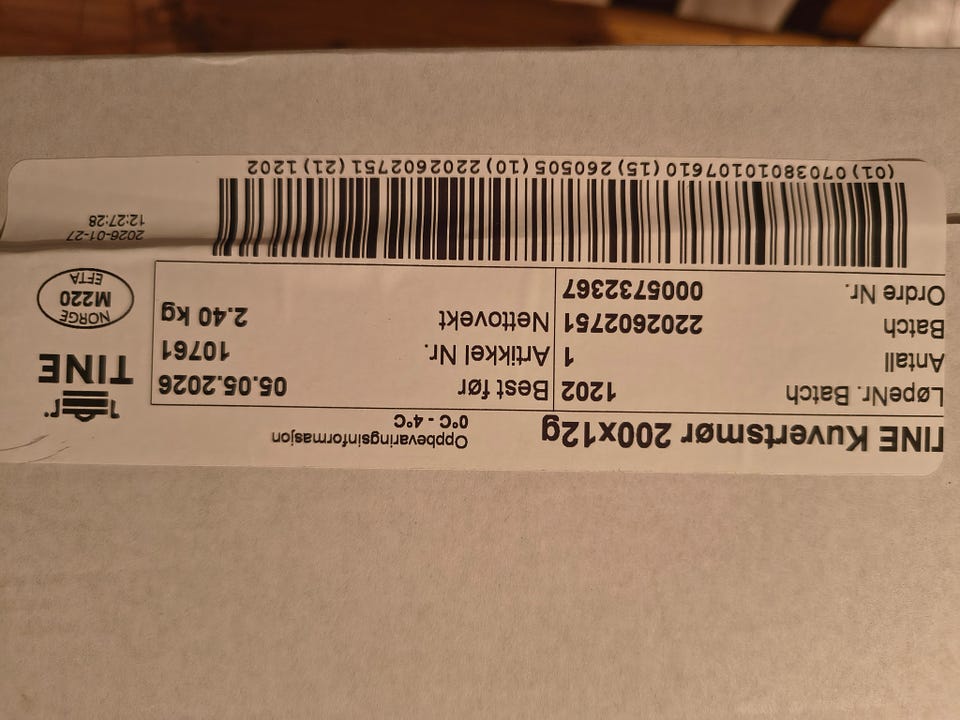 TINE Kuvertsmør 200x12g
Oppbevaringsinformasjon
0°C - 4°C
LøpeNr. Batch 1202
Antall 1
Batch 2202602751
Ordre Nr. 0005732367
Best før 05.05.2026
Artikkel Nr. 10761
Nettovekt 2.40 kg
TINE
NORGE
M220
EFTA
2026-01-27
12:27:28
(01) 07038010107610 (15) 260505 (10) 2202602751 (21) 1202